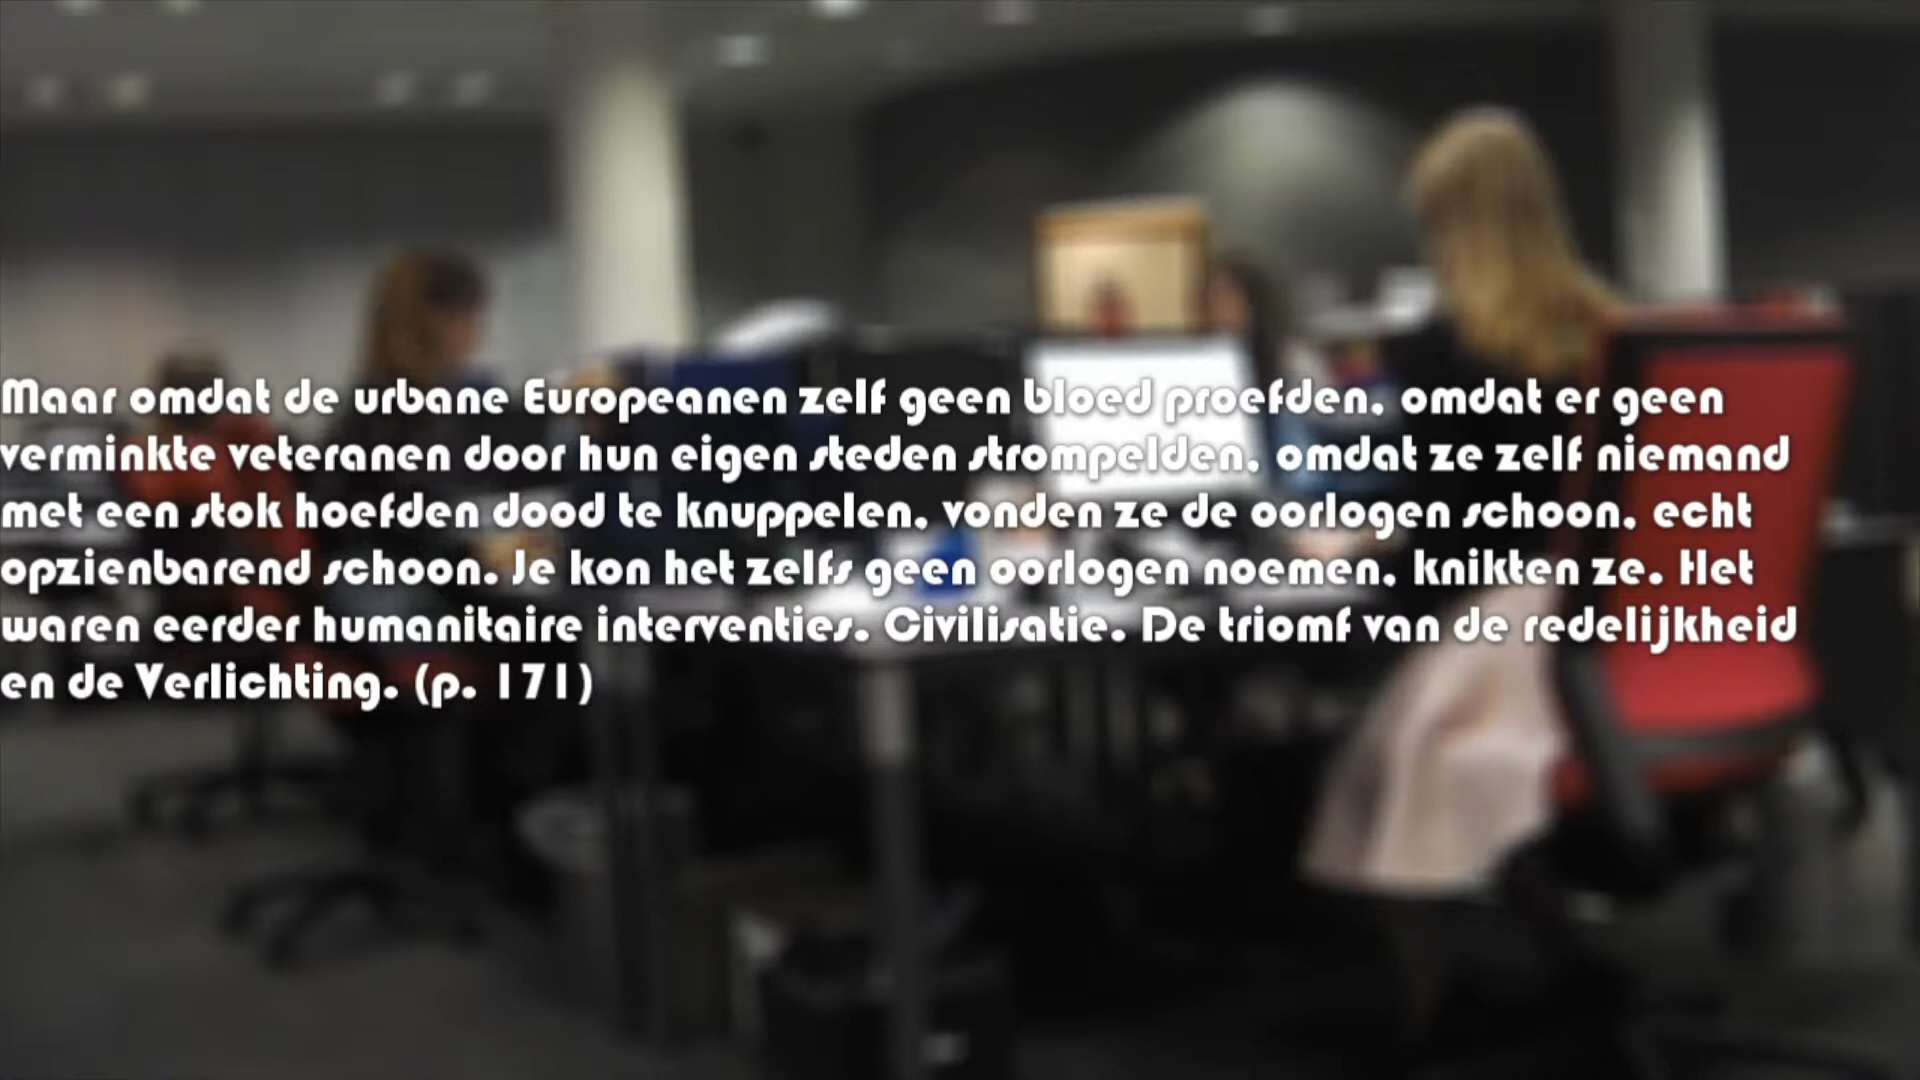 Maar omdat de urbane Europeanen zelf geen bloed proefden, omdat er geen
verminkte veteranen door hun eigen steden strompelden, omdat ze zelf niemand
met een stok hoefden dood te knuppelen, vonden ze de oorlogen schoon, echt
opzienbarend schoon. Je kon het zelfs geen oorlogen noemen, knikten ze. Het
waren eerder humanitaire interventies. Civilisatie. De triomf van de redelijkheid
en de Verlichting. (p. 171)